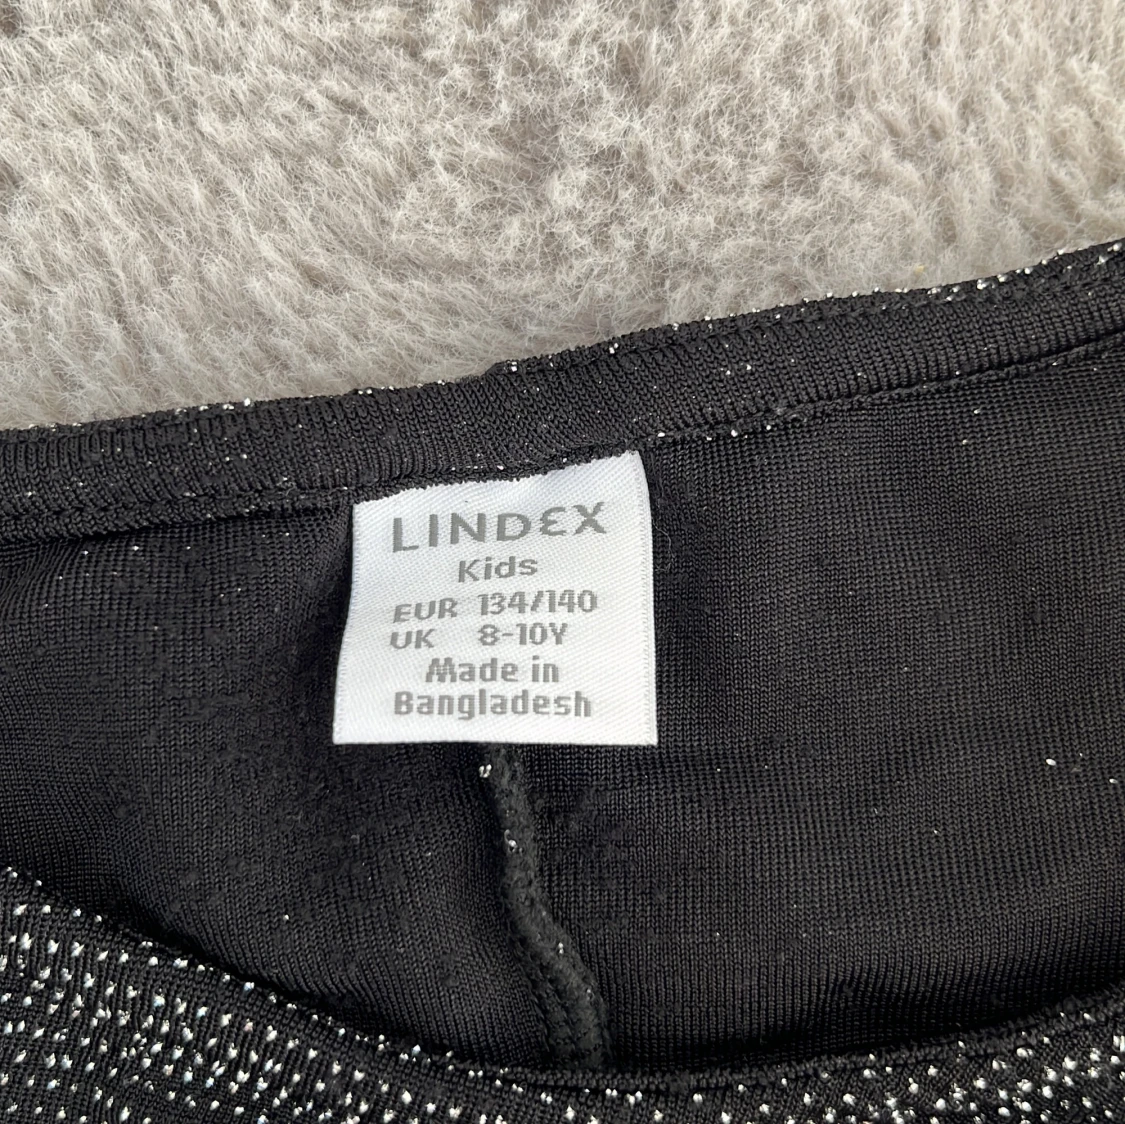 LINDEX
Kids
EUR 134/140
UK 8-10Y
Made in
Bangladesh